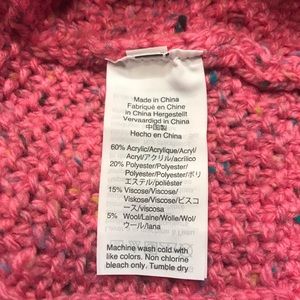 Made in China
Fabriqué en Chine
in China Hergestellt
Vervaardigd in China
中国製
Hecho en China
60% Acrylic/Acrylique/Acryl/
Acryl/アクリル/acrílico
20% Polyester/Polyester/
Polyester/Polyester/ポリ
エステル/poliéster
15% Viscose/Viscose/
Viskose/Viscose/ビスコ
ース/viscosa
5% Wool/Laine/Wolle/Wol/
ウール/lana
Machine wash cold with
like colors. Non chlorine
bleach only. Tumble dry